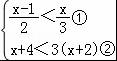 x-1/2 < x/3 ①
x+4<3(x+2) ②